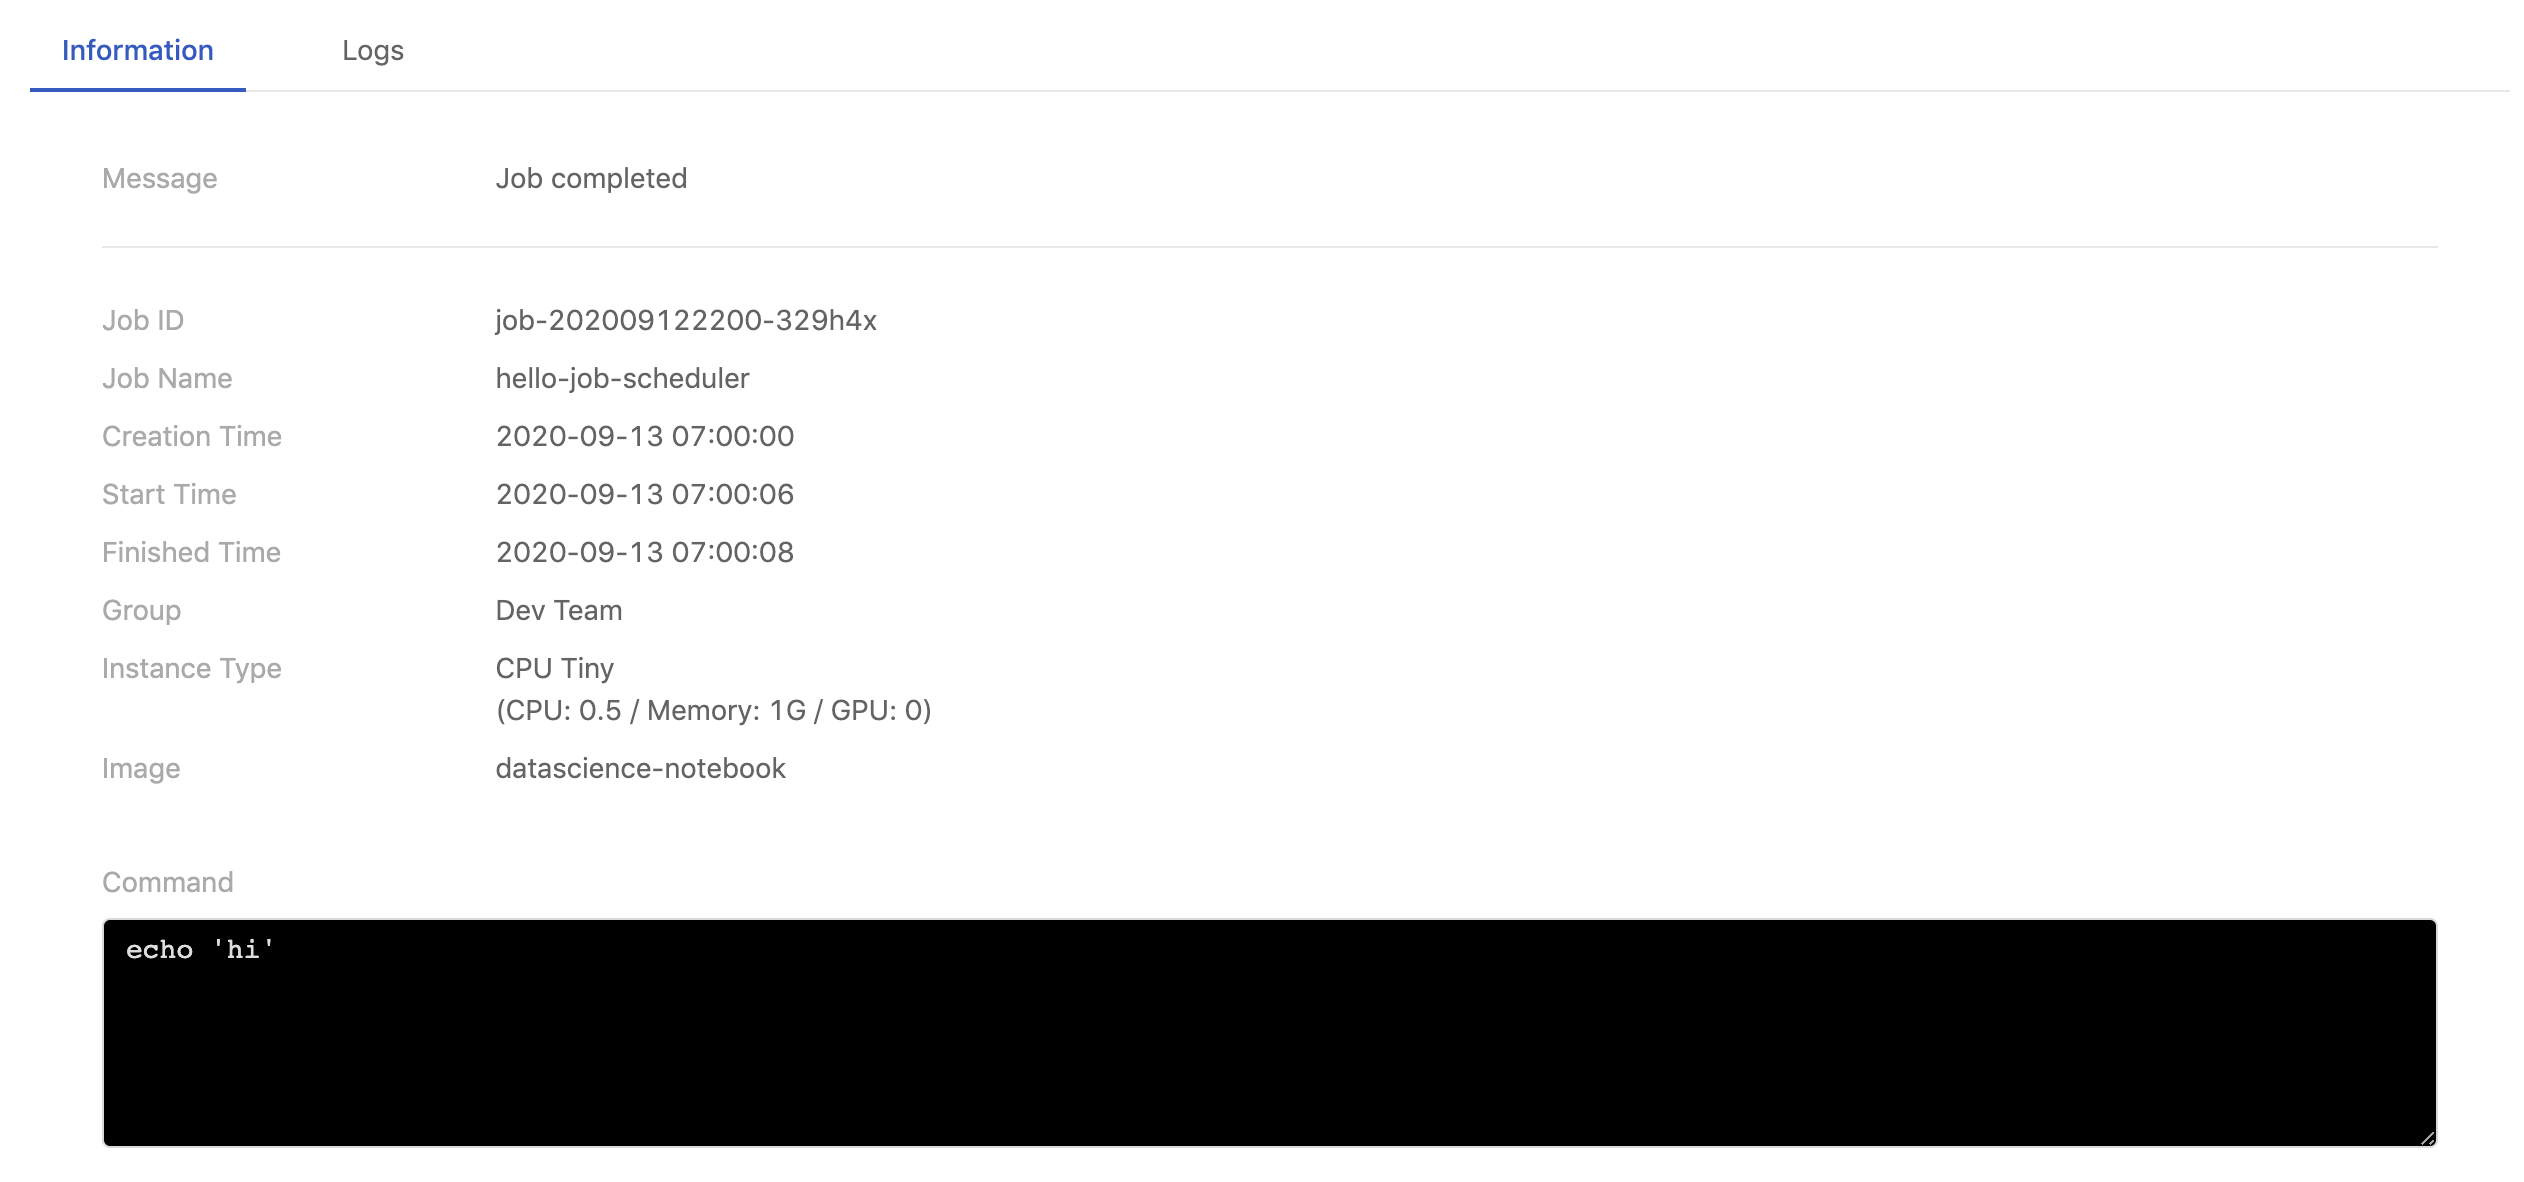 Information Logs
Message Job completed
Job ID job-202009122200-329h4x
Job Name hello-job-scheduler
Creation Time 2020-09-13 07:00:00
Start Time 2020-09-13 07:00:06
Finished Time 2020-09-13 07:00:08
Group Dev Team
Instance Type CPU Tiny
(CPU: 0.5 / Memory: 1G / GPU: 0)
Image datascience-notebook
Command
echo 'hi'